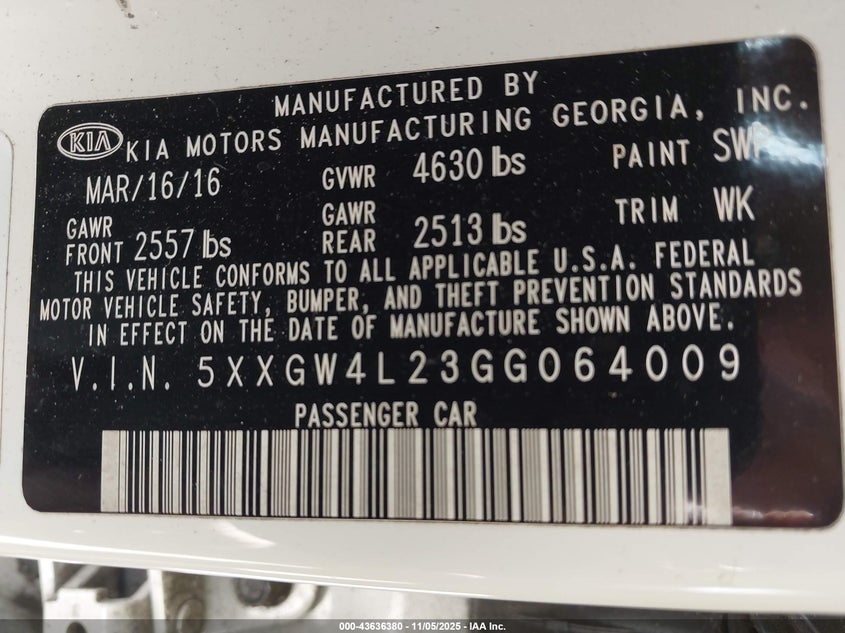 MANUFACTURED BY
KIA KIA MOTORS MANUFACTURING GEORGIA, INC.
MAR/16/16 GVWR 4630 lbs PAINT SWP
GAWR FRONT 2557 lbs GAWR REAR 2513 lbs TRIM WK
THIS VEHICLE CONFORMS TO ALL APPLICABLE U.S.A. FEDERAL
MOTOR VEHICLE SAFETY, BUMPER, AND THEFT PREVENTION STANDARDS
IN EFFECT ON THE DATE OF MANUFACTURE SHOWN ABOVE.
V.I.N. 5XXGW4L23GG064009
PASSENGER CAR
000-43636380 - 11/05/2025 - IAA Inc.